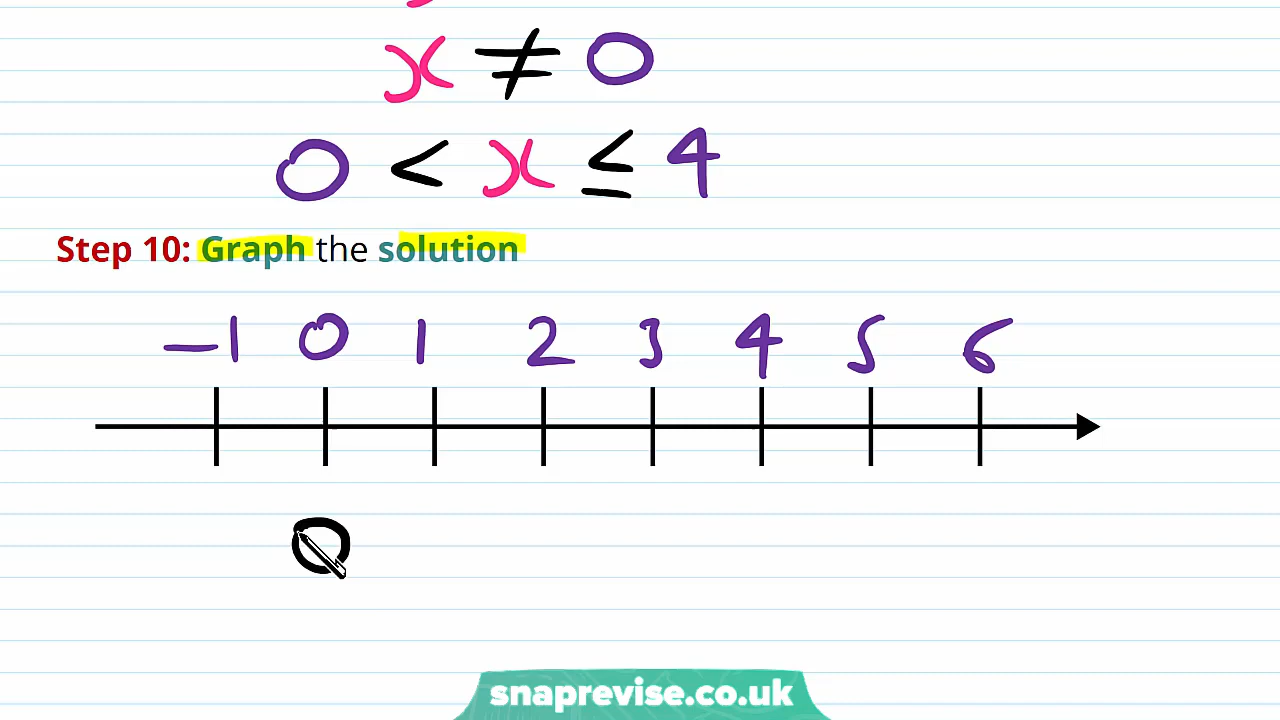 x ≠ 0
0 < x ≤ 4
Step 10: Graph the solution
-1 0 1 2 3 4 5 6
snaprevise.co.uk